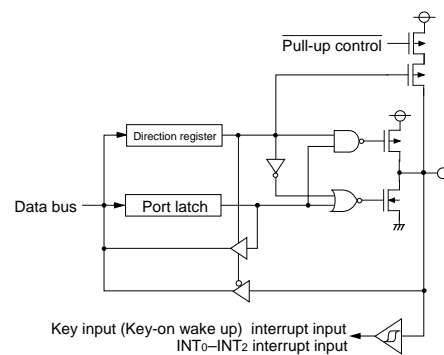 Pull-up control
Direction register
Data bus
Port latch
Key input (Key-on wake up) interrupt input
INT0–INT2 interrupt input